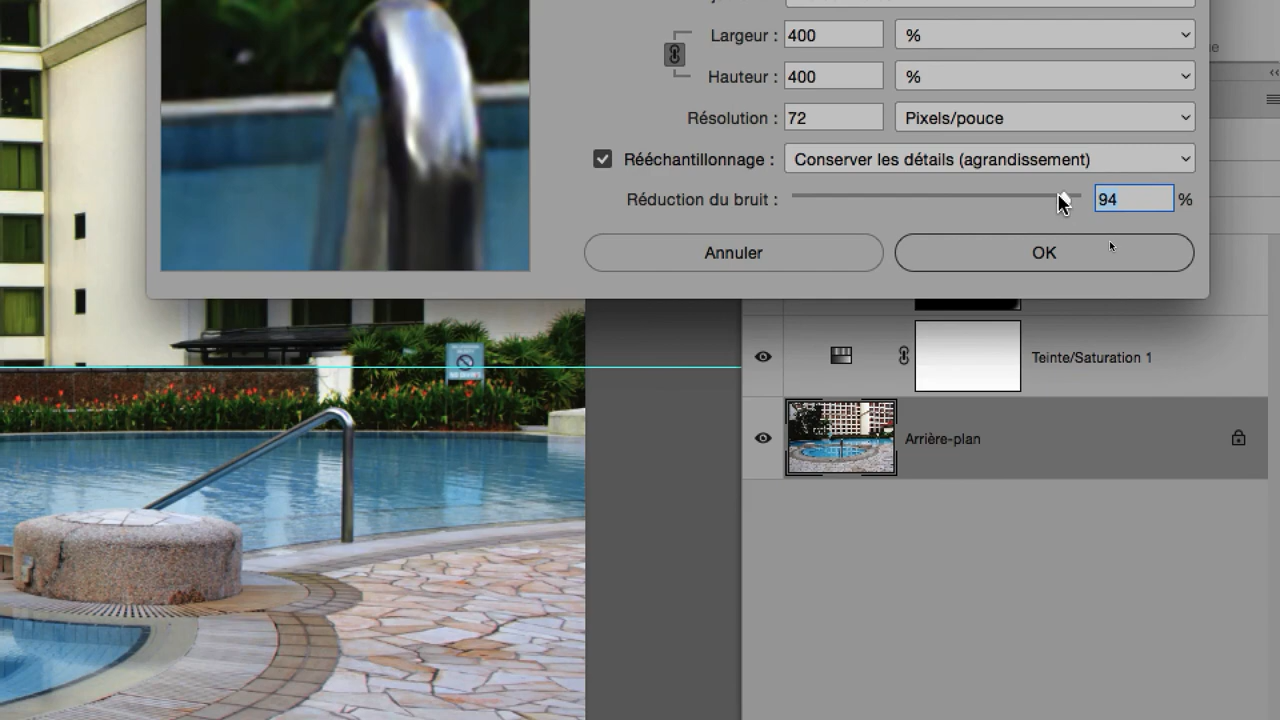 Largeur : 400 %
Hauteur : 400 %
Résolution : 72 Pixels/pouce
Rééchantillonnage : Conserver les détails (agrandissement)
Réduction du bruit : 94 %
Annuler OK
Teinte/Saturation 1
Arrière-plan